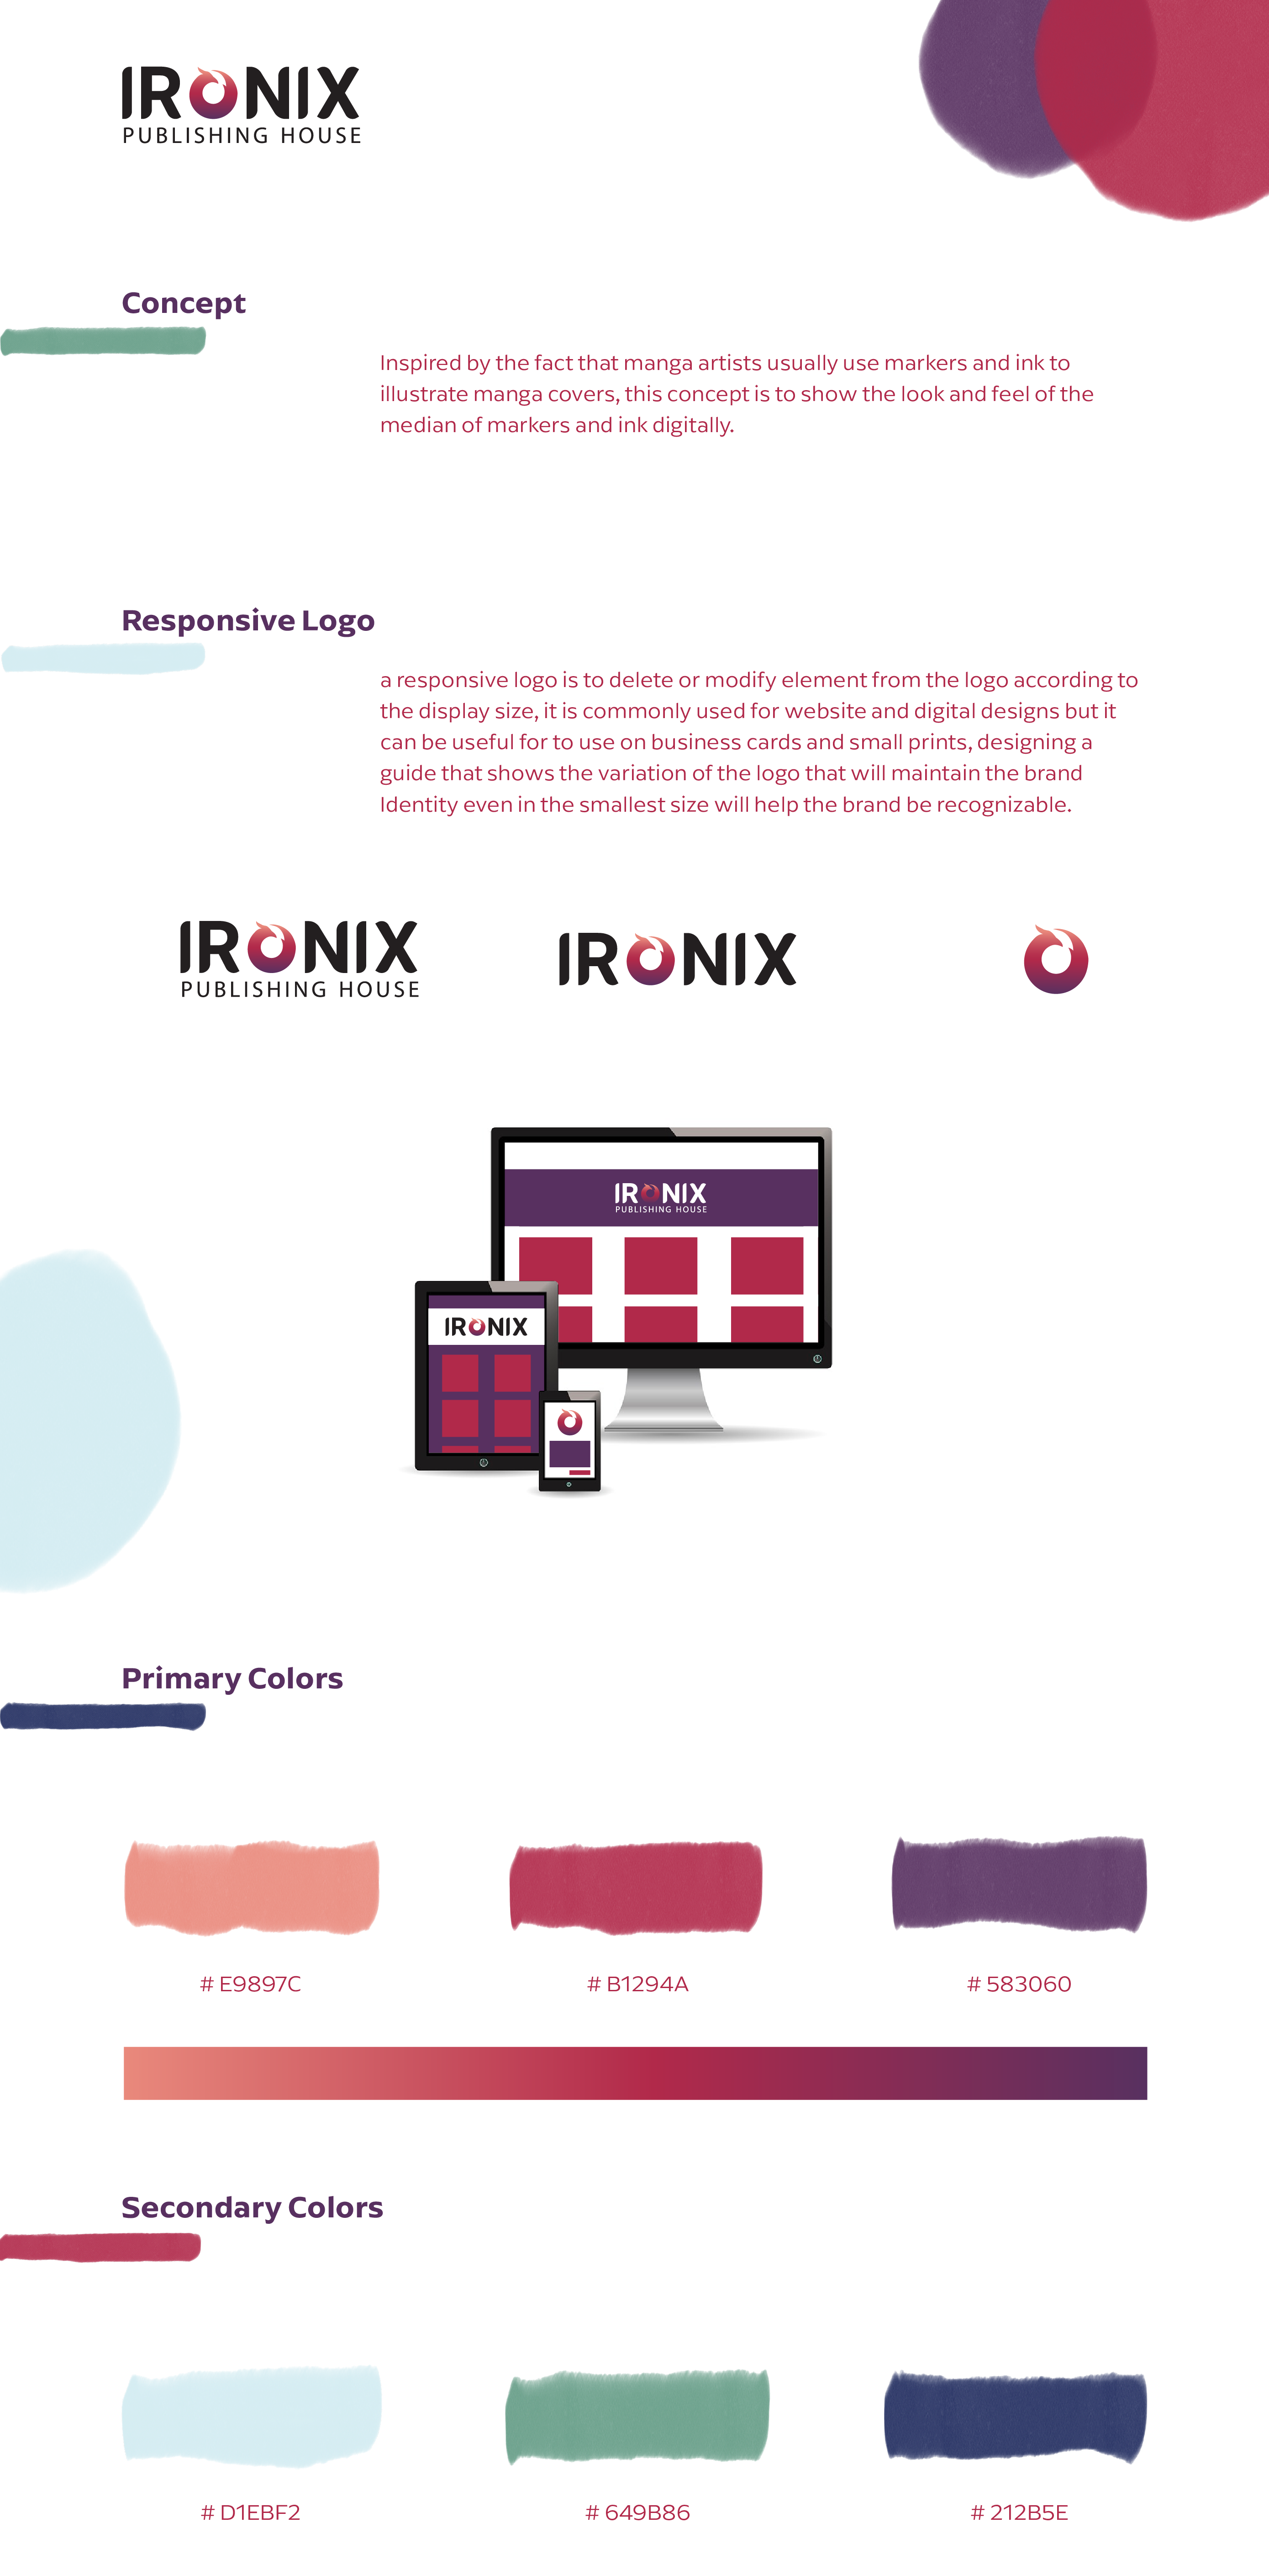 IRONIX
PUBLISHING HOUSE
Concept
Inspired by the fact that manga artists usually use markers and ink to
illustrate manga covers, this concept is to show the look and feel of the
median of markers and ink digitally.
Responsive Logo
a responsive logo is to delete or modify element from the logo according to
the display size, it is commonly used for website and digital designs but it
can be useful for to use on business cards and small prints, designing a
guide that shows the variation of the logo that will maintain the brand
Identity even in the smallest size will help the brand be recognizable.
IRONIX
PUBLISHING HOUSE
IRONIX
IRONIX
PUBLISHING HOUSE
IRONIX
Primary Colors
# E9897C
# B1294A
# 583060
Secondary Colors
# D1EBF2
# 649B86
# 212B5E